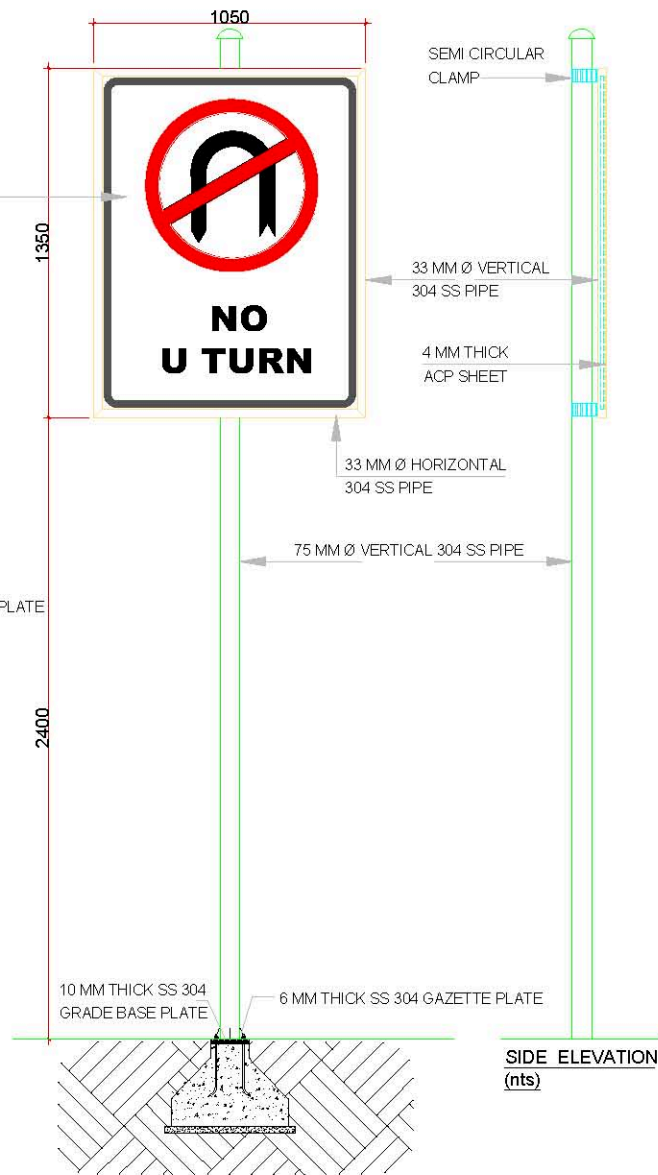 1050
SEMI CIRCULAR
CLAMP
1350
33 MM Ø VERTICAL
304 SS PIPE
NO
U TURN
4 MM THICK
ACP SHEET
33 MM Ø HORIZONTAL
304 SS PIPE
75 MM Ø VERTICAL 304 SS PIPE
PLATE
2400
10 MM THICK SS 304
GRADE BASE PLATE
6 MM THICK SS 304 GAZETTE PLATE
SIDE ELEVATION
(nts)